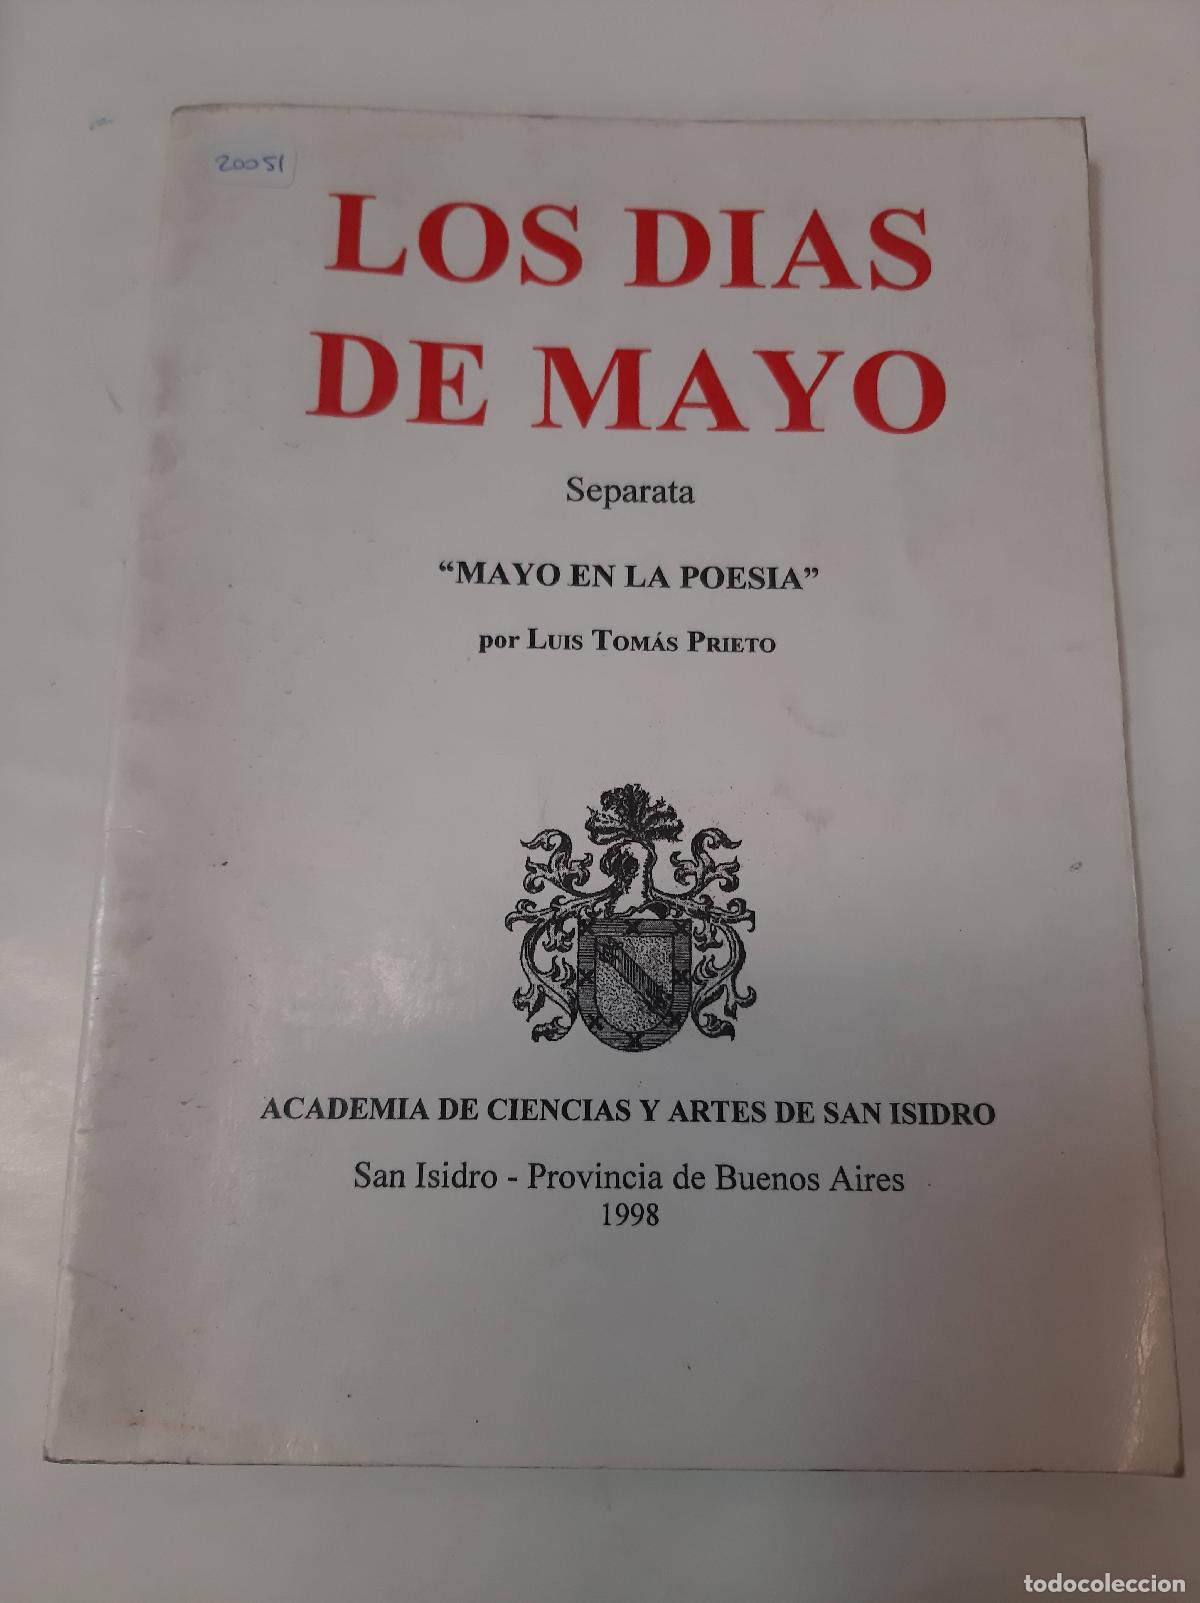 20051
LOS DIAS
DE MAYO
Separata
“MAYO EN LA POESIA”
por LUIS TOMÁS PRIETO
ACADEMIA DE CIENCIAS Y ARTES DE SAN ISIDRO
San Isidro - Provincia de Buenos Aires
1998
todocoleccion